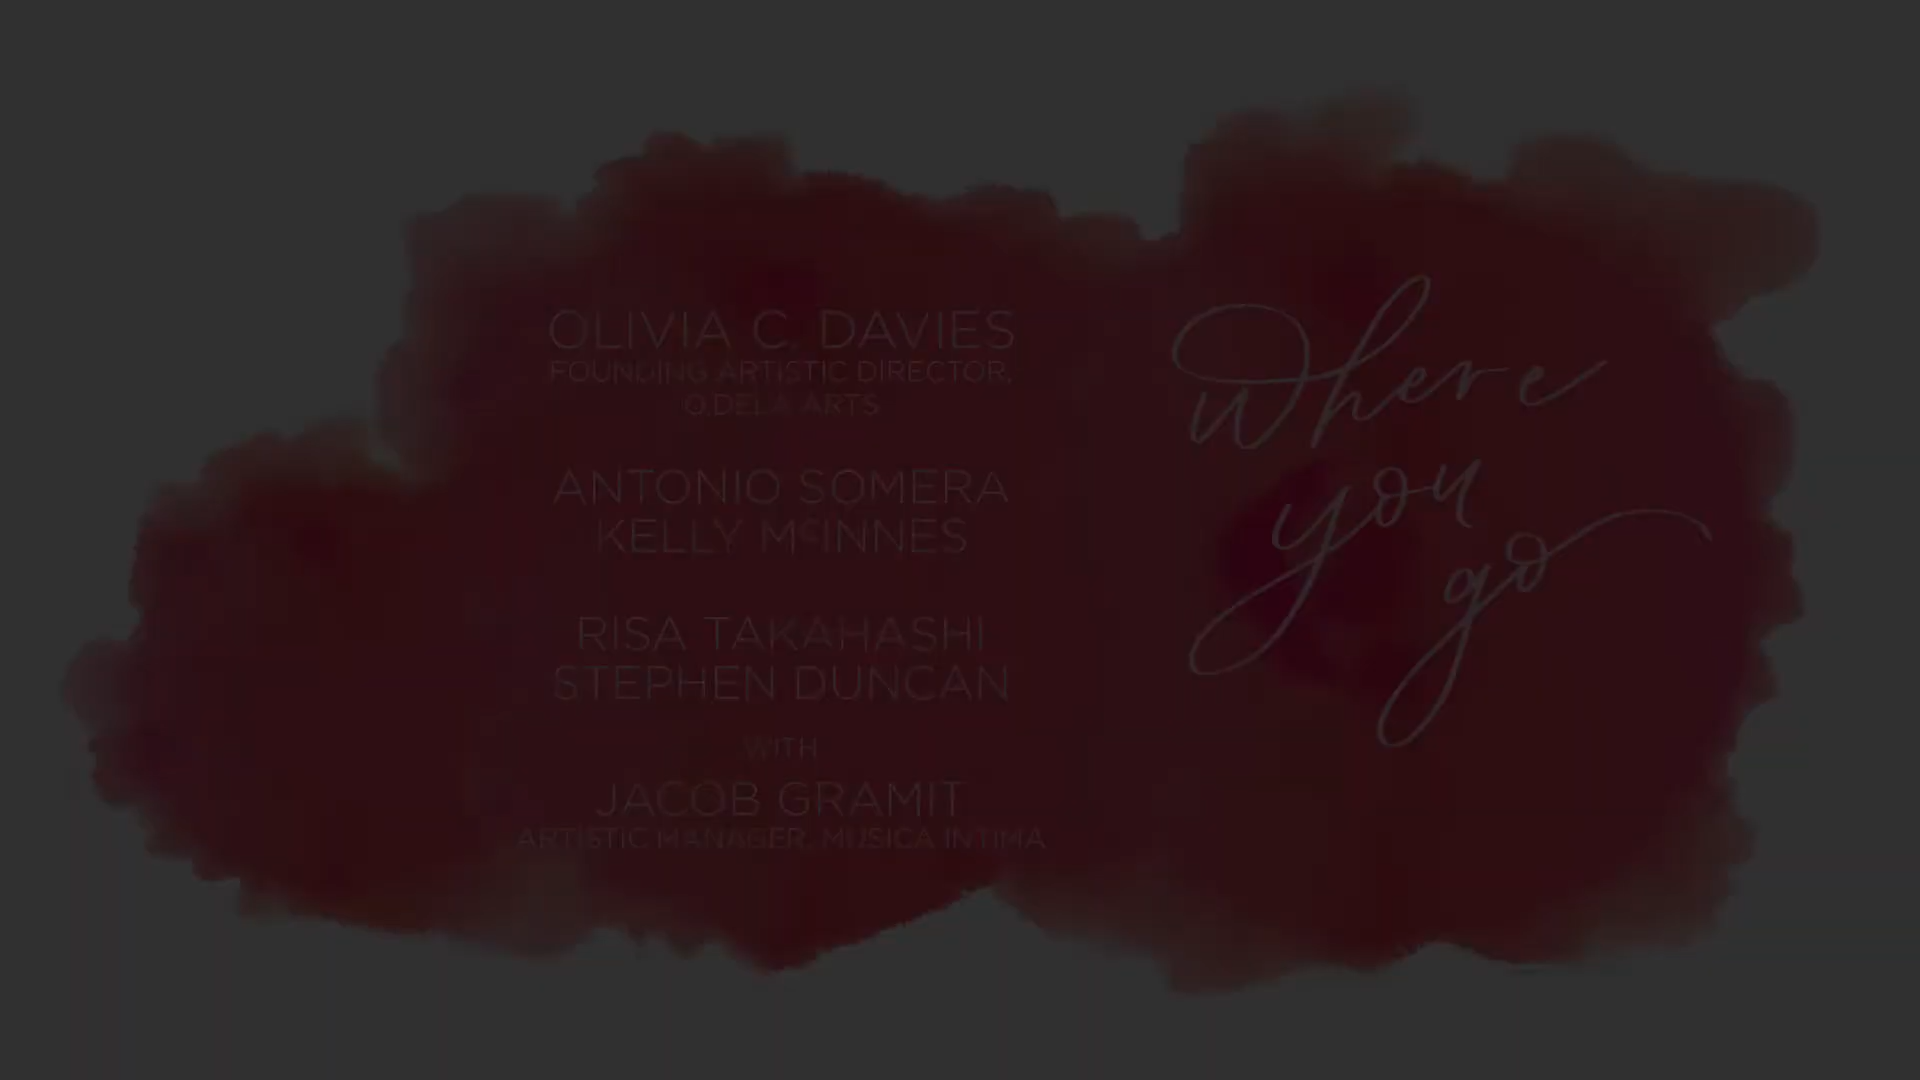 OLIVIA C. DAVIES
FOUNDING ARTISTIC DIRECTOR,
O.DELA ARTS
ANTONIO SOMERA
KELLY McINNES
RISA TAKAHASHI
STEPHEN DUNCAN
WITH
JACOB GRAMIT
ARTISTIC MANAGER, MUSICA INTIMA
where
you
go